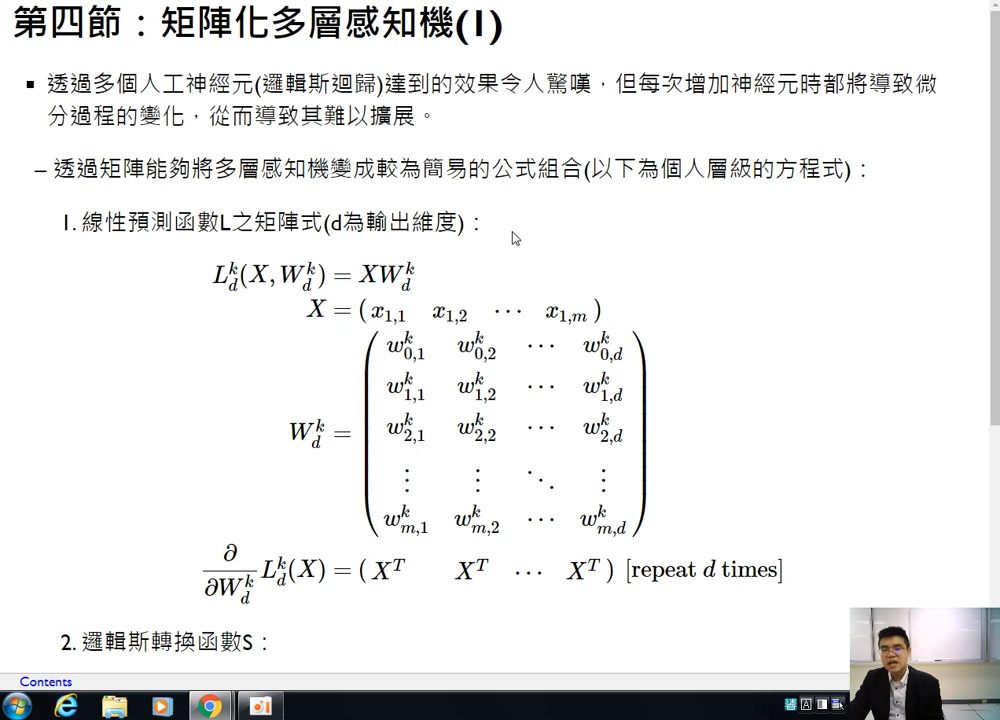 第四節：矩陣化多層感知機(1)
▪ 透過多個人工神經元(邏輯斯迴歸)達到的效果令人驚嘆，但每次增加神經元時都將導致微
分過程的變化，從而導致其難以擴展。
– 透過矩陣能夠將多層感知機變成較為簡易的公式組合(以下為個人層級的方程式)：
1. 線性預測函數L之矩陣式(d為輸出維度)：
L_d^k(X, W_d^k) = XW_d^k
X = ( x_{1,1} x_{1,2} ⋯ x_{1,m} )
w_{0,1}^k w_{0,2}^k ⋯ w_{0,d}^k
w_{1,1}^k w_{1,2}^k ⋯ w_{1,d}^k
W_d^k = w_{2,1}^k w_{2,2}^k ⋯ w_{2,d}^k
⋮ ⋮ ⋱ ⋮
w_{m,1}^k w_{m,2}^k ⋯ w_{m,d}^k
∂/∂W_d^k L_d^k(X) = ( X^T X^T ⋯ X^T ) [repeat d times]
2. 邏輯斯轉換函數S：
Contents